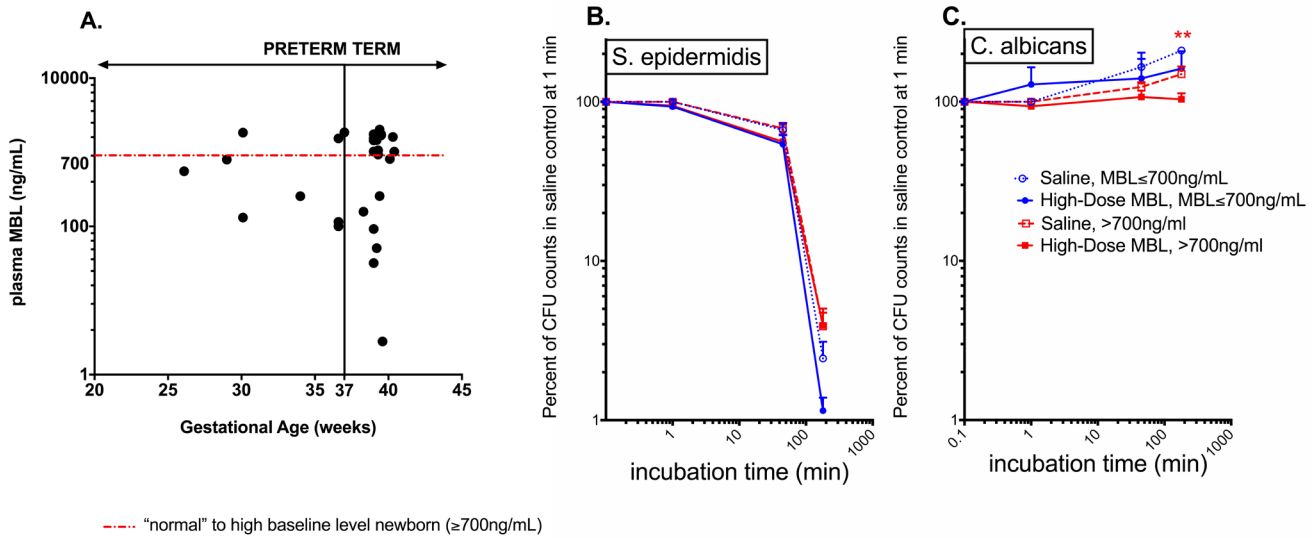 A.
PRETERM TERM
10000
700
100
1
plasma MBL (ng/mL)
20
30
35
37
40
45
Gestational Age (weeks)
“normal” to high baseline level newborn (≥700ng/mL)
B.
S. epidermidis
Percent of CFU counts in saline control at 1 min
100
10
1
1
10
100
1000
incubation time (min)
C.
C. albicans
**
Percent of CFU counts in saline control at 1 min
100
10
1
0.1
1
10
100
1000
incubation time (min)
Saline, MBL≤700ng/mL
High-Dose MBL, MBL≤700ng/mL
Saline, >700ng/ml
High-Dose MBL, >700ng/ml